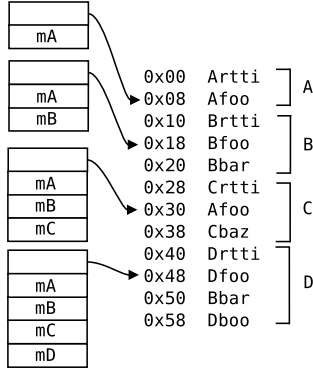 mA
mA
mB
mA
mB
mC
mA
mB
mC
mD
0x00 Artti
0x08 Afoo
0x10 Brtti
0x18 Bfoo
0x20 Bbar
0x28 Crtti
0x30 Afoo
0x38 Cbaz
0x40 Drtti
0x48 Dfoo
0x50 Bbar
0x58 Dboo
A
B
C
D